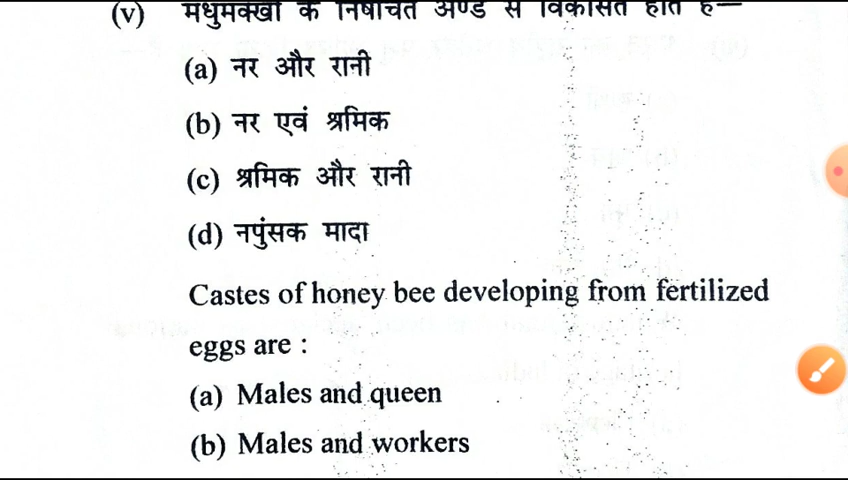 (v) मधुमक्खी के निषेचित अण्डे से विकसित होते हैं—
(a) नर और रानी
(b) नर एवं श्रमिक
(c) श्रमिक और रानी
(d) नपुंसक मादा
Castes of honey bee developing from fertilized
eggs are :
(a) Males and queen
(b) Males and workers